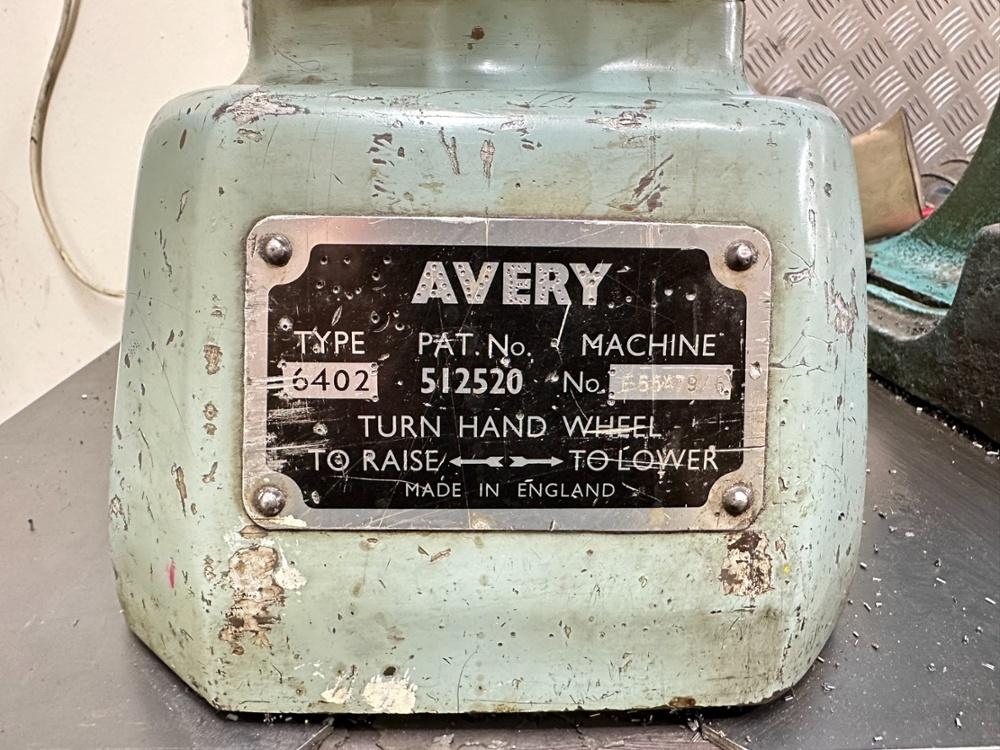 AVERY
TYPE PAT. No. MACHINE
6402 512520 No.
TURN HAND WHEEL
TO RAISE TO LOWER
MADE IN ENGLAND